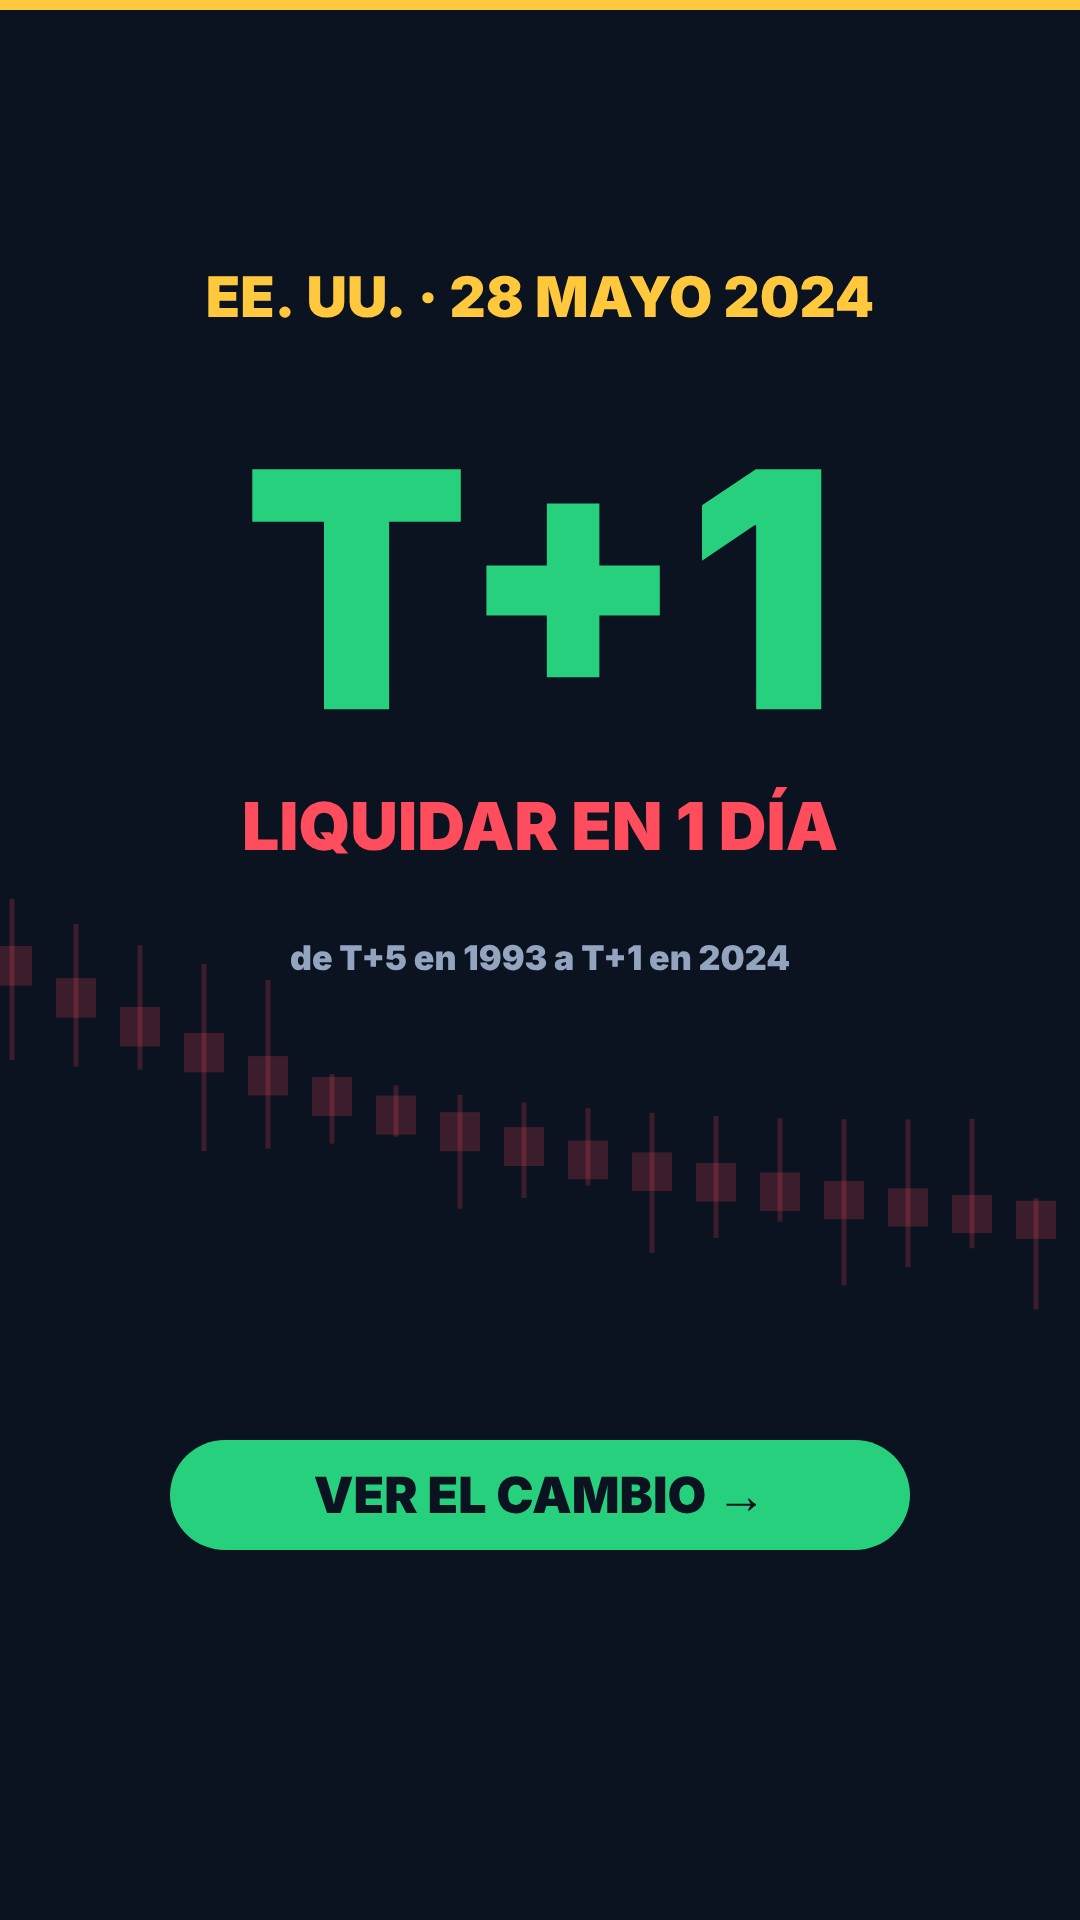 EE. UU. · 28 MAYO 2024
T+1
LIQUIDAR EN 1 DÍA
de T+5 en 1993 a T+1 en 2024
VER EL CAMBIO →